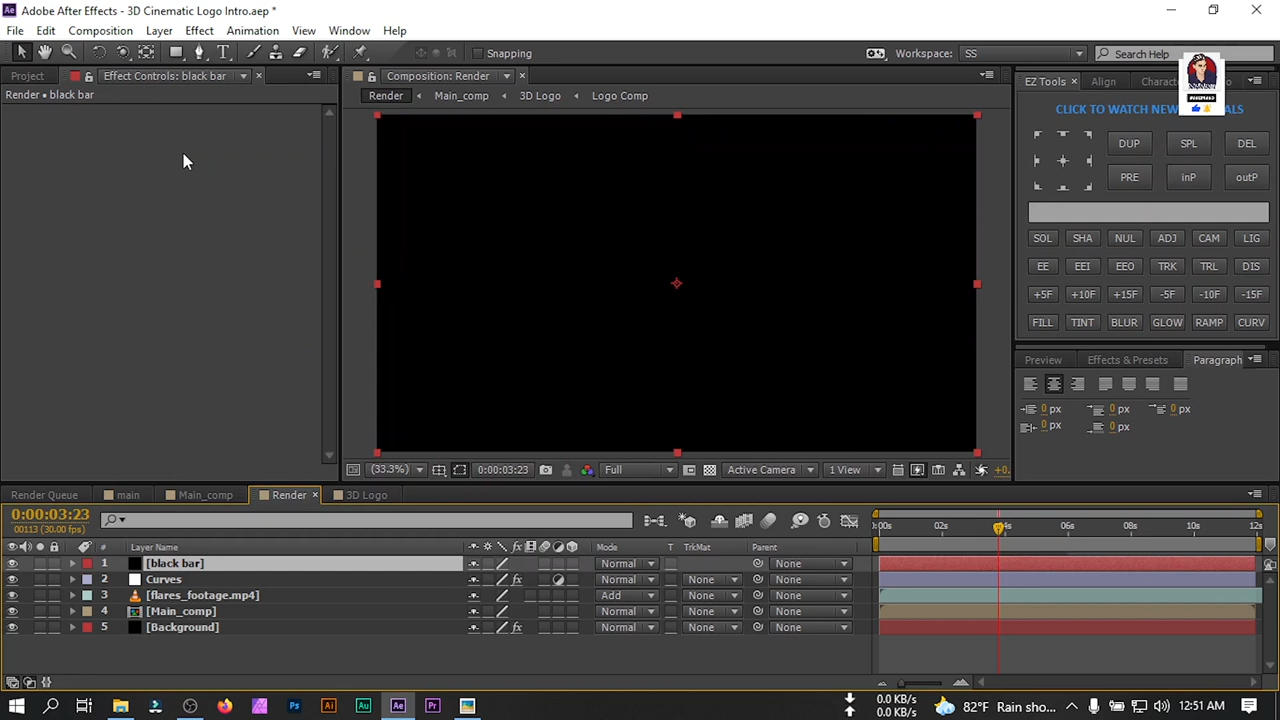 Adobe After Effects - 3D Cinematic Logo Intro.aep *
File Edit Composition Layer Effect Animation View Window Help
Snapping Workspace: SS Search Help
Project Effect Controls: black bar Composition: Render EZ Tools Align
Render • black bar Render Main_comp 3D Logo Logo Comp
CLICK TO WATCH NEW
DUP SPL DEL
PRE inP outP
SOL SHA NUL ADJ CAM LIG
EE EEI EEO TRK TRL DIS
+5F +10F +15F -5F -10F -15F
FILL TINT BLUR GLOW RAMP CURV
Preview Effects & Presets Paragraph
0 px 0 px 0 px
0 px 0 px
(33.3%) 0:00:03:23 Full Active Camera 1 View +0.
Render Queue main Main_comp Render × 3D Logo
0:00:03:23
00113 (30.00 fps)
:00s 02s 4s 06s 08s 10s 12s
# Layer Name Mode T TrkMat Parent
1 [black bar] Normal None
2 Curves Normal None None
3 [flares_footage.mp4] Add None None
4 [Main_comp] Normal None None
5 [Background] Normal None None
0.0 KB/s
0.0 KB/s
82°F Rain sho... 12:51 AM